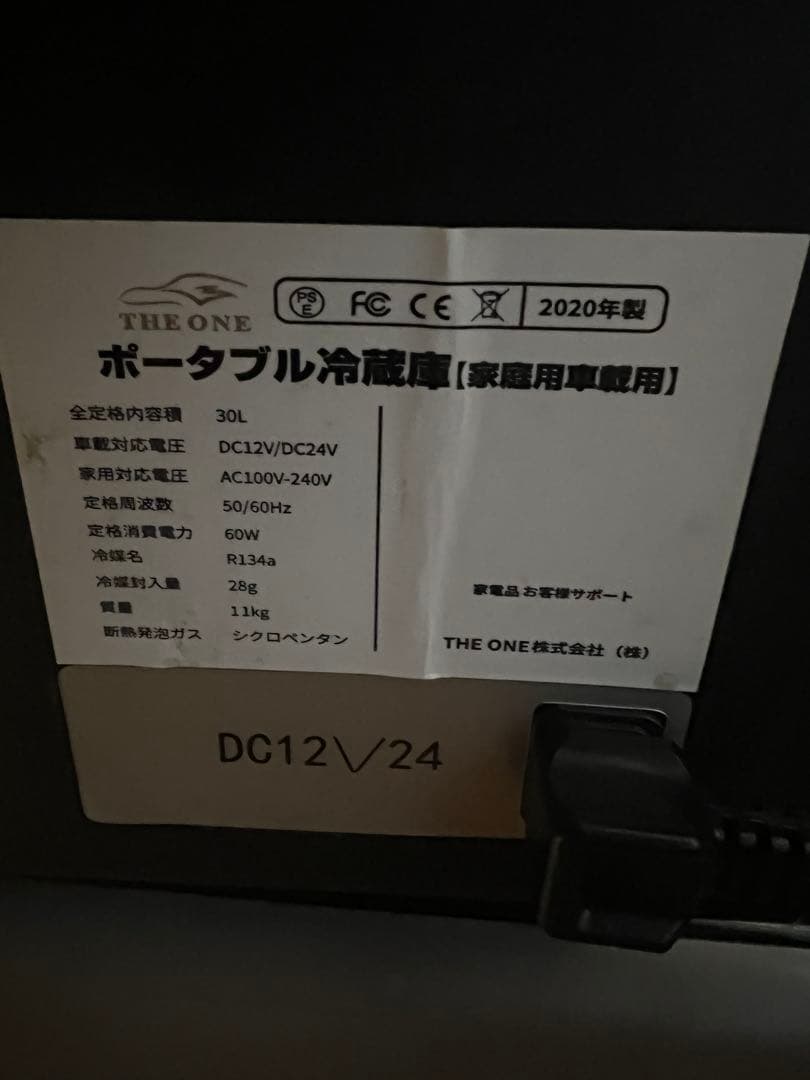 THE ONE
PSE FC CE 2020年製
ポータブル冷蔵庫【家庭用車載用】
全定格内容積 30L
車載対応電圧 DC12V/DC24V
家用対応電圧 AC100V-240V
定格周波数 50/60Hz
定格消費電力 60W
冷媒名 R134a
冷媒封入量 28g
質量 11kg
断熱発泡ガス シクロペンタン
家電品 お客様サポート
THE ONE株式会社（株）
DC12V/24